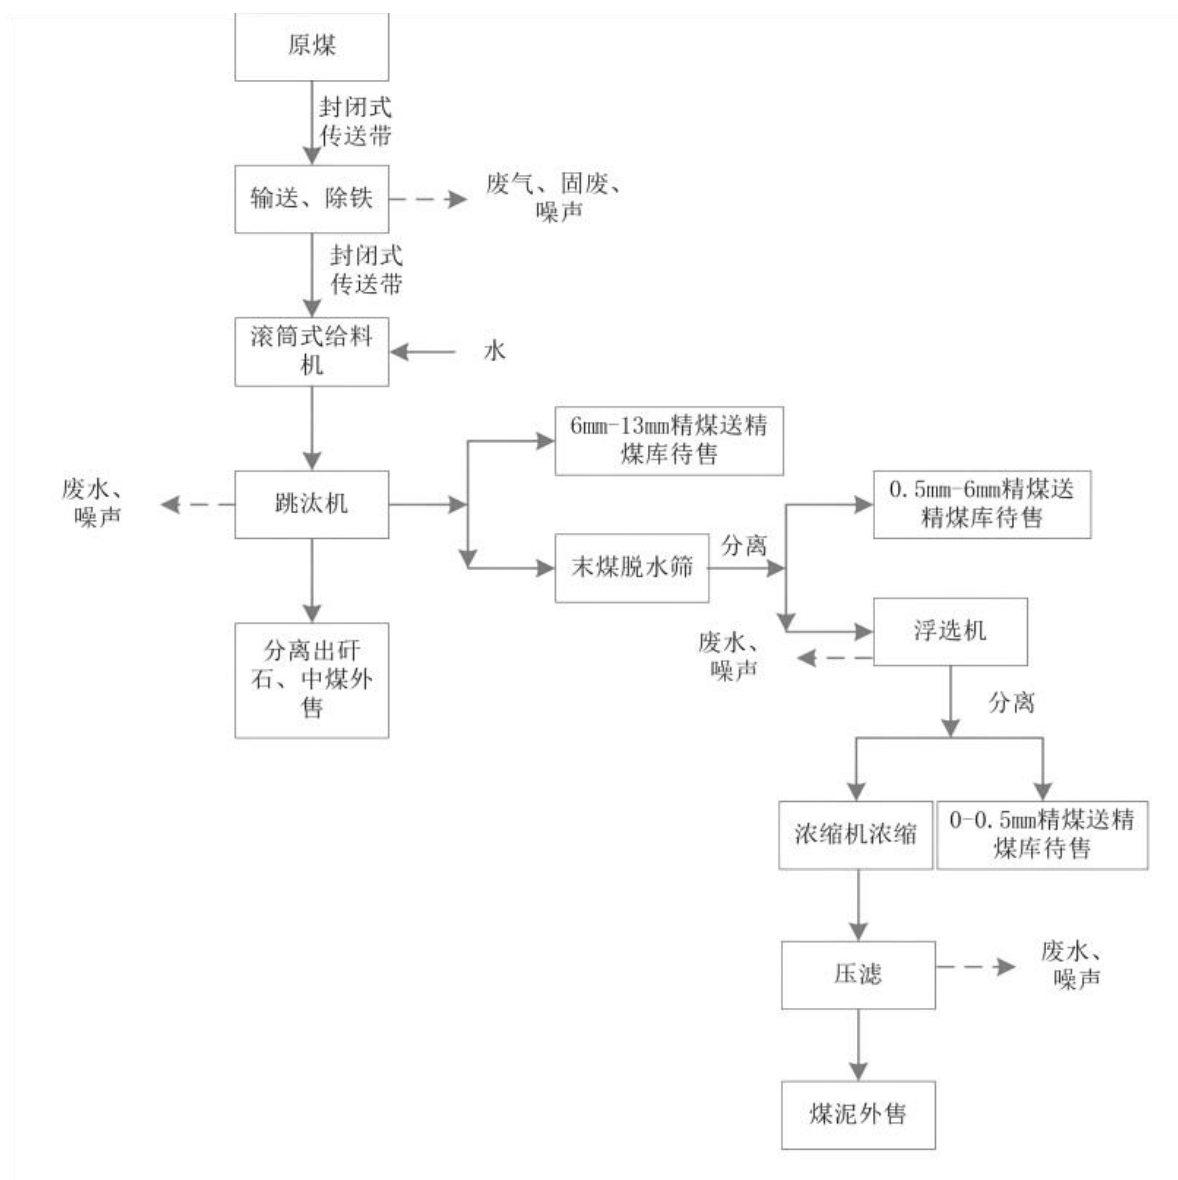 原煤
封闭式
传送带
输送、除铁
废气、固废、
噪声
封闭式
传送带
滚筒式给料
机
水
6mm-13mm精煤送精
煤库待售
废水、
噪声
跳汰机
0.5mm-6mm精煤送
精煤库待售
末煤脱水筛
分离
分离出矸
石、中煤外
售
废水、
噪声
浮选机
分离
浓缩机浓缩
0-0.5mm精煤送精
煤库待售
压滤
废水、
噪声
煤泥外售